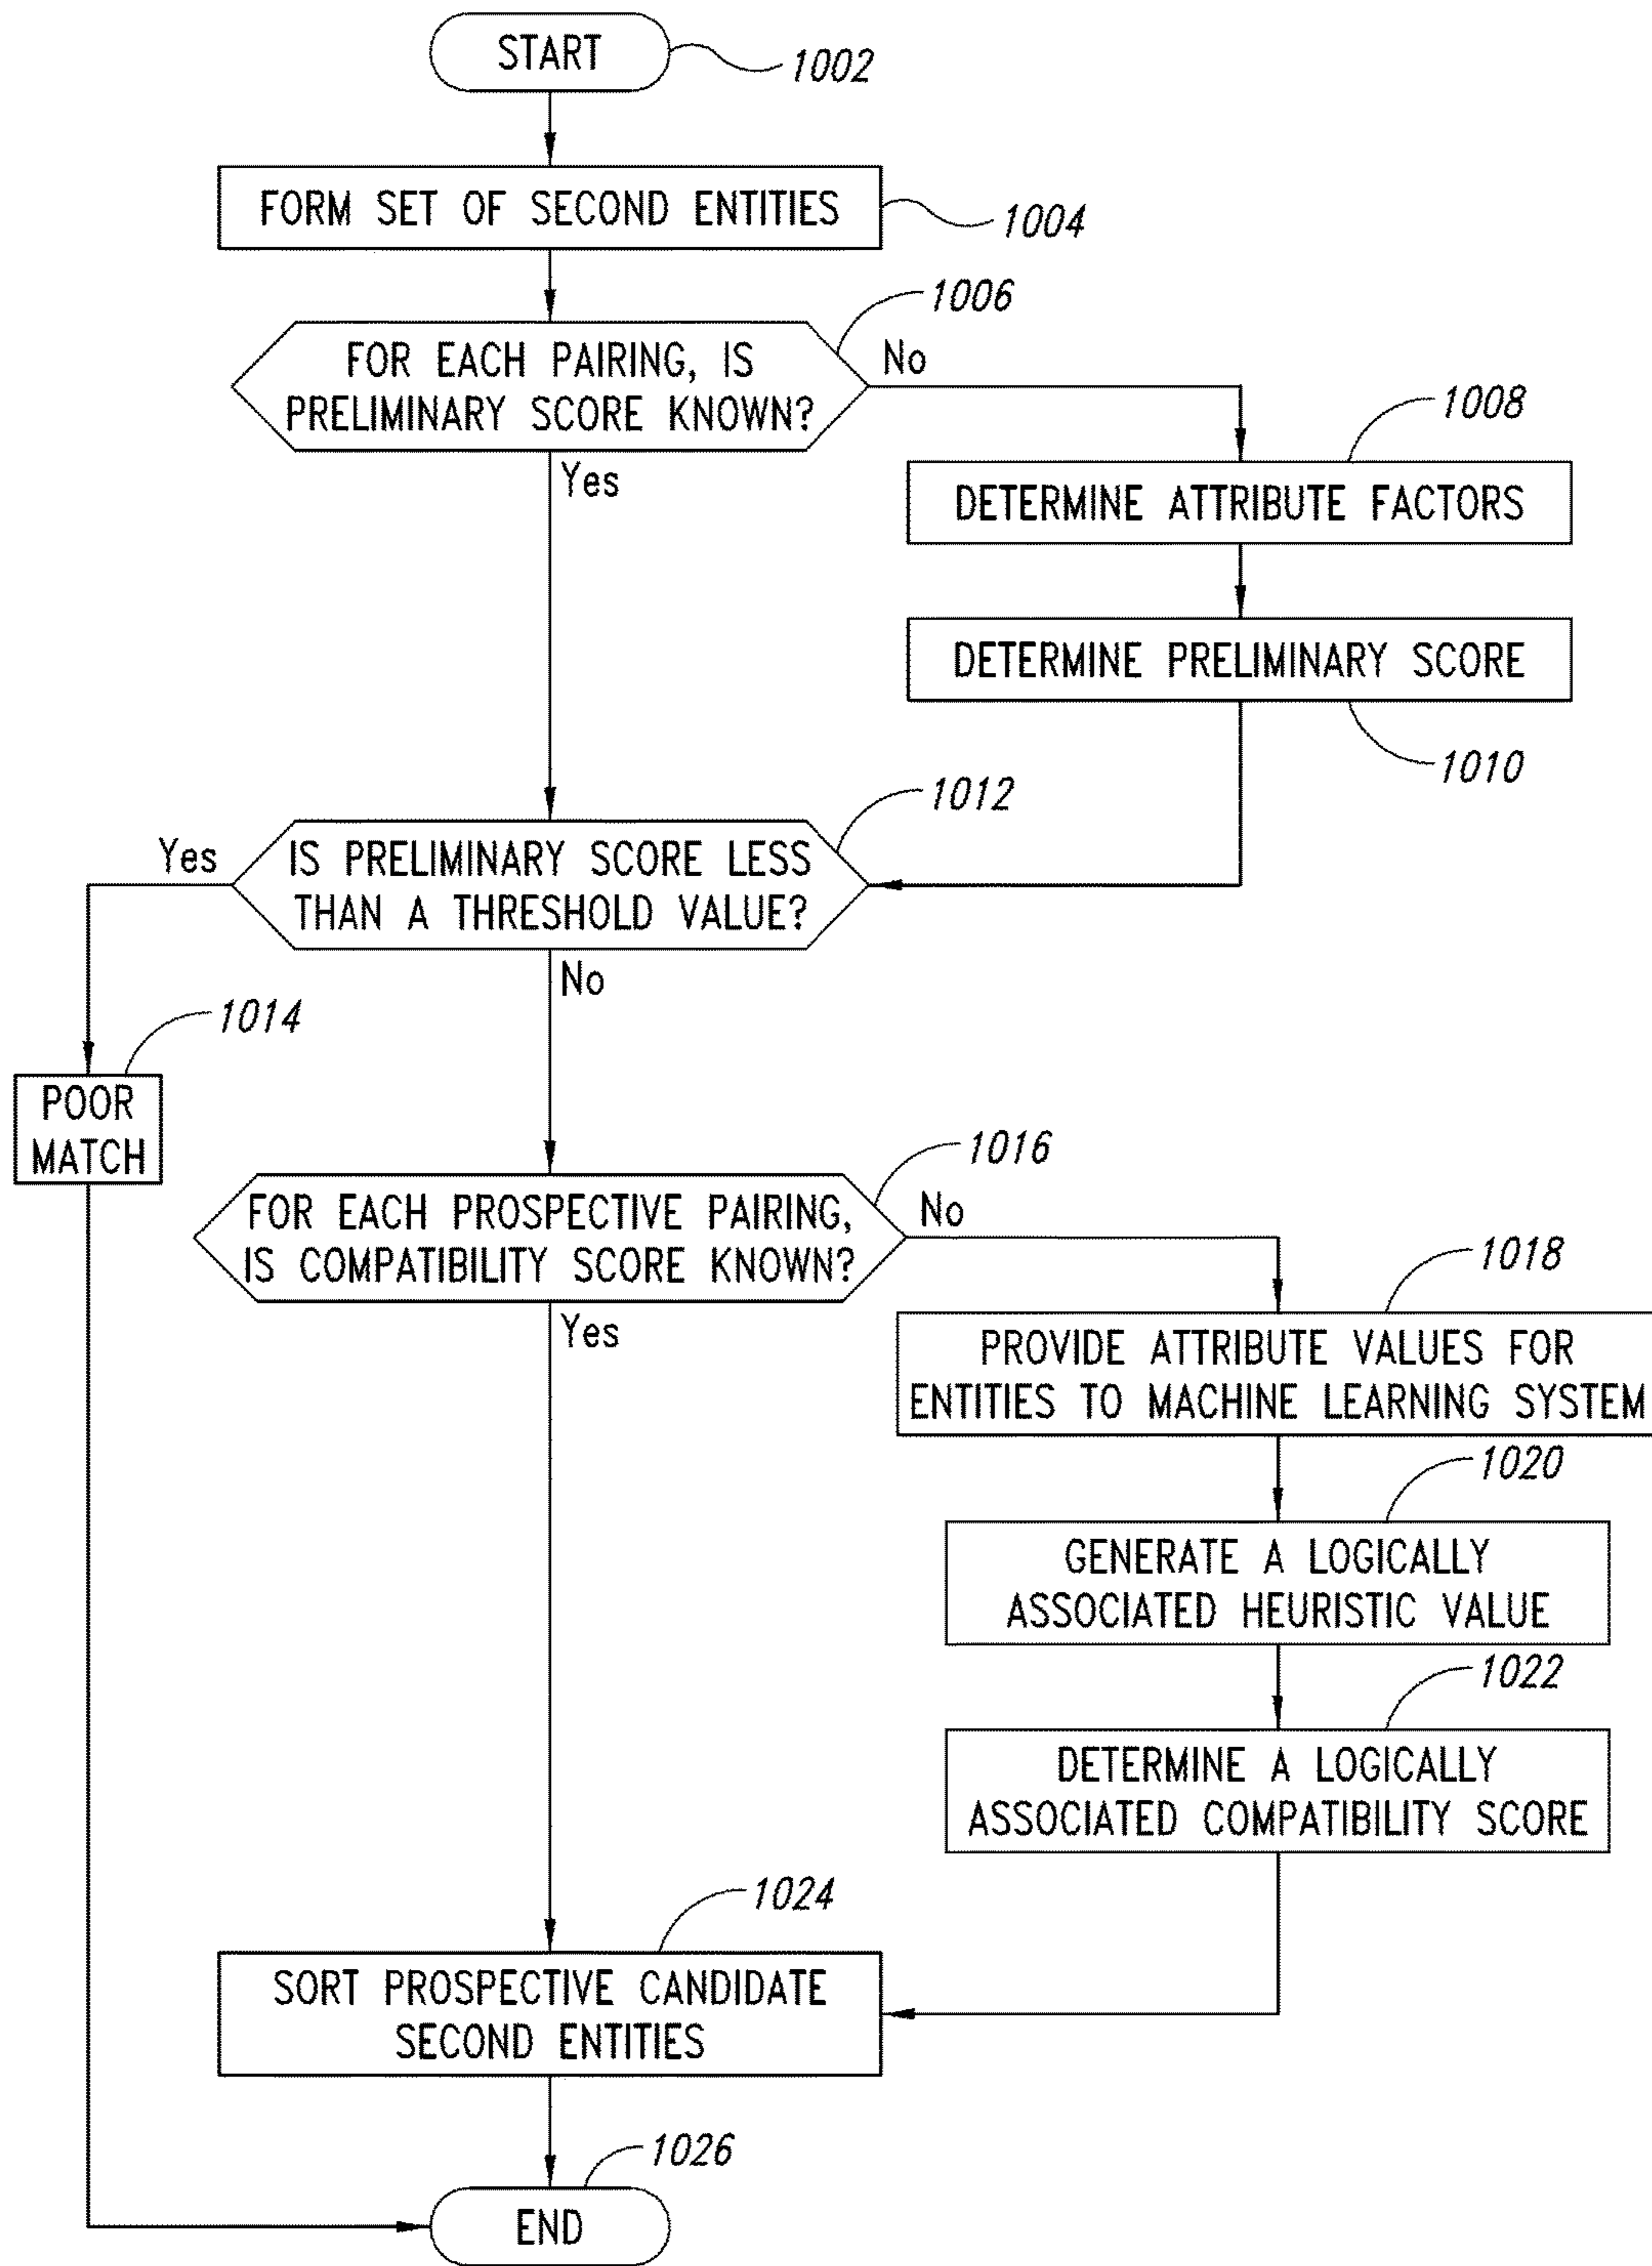 START
1002
FORM SET OF SECOND ENTITIES
1004
1006
FOR EACH PAIRING, IS
PRELIMINARY SCORE KNOWN?
No
Yes
1008
DETERMINE ATTRIBUTE FACTORS
DETERMINE PRELIMINARY SCORE
1010
1012
IS PRELIMINARY SCORE LESS
THAN A THRESHOLD VALUE?
Yes
No
1014
POOR
MATCH
1016
FOR EACH PROSPECTIVE PAIRING,
IS COMPATIBILITY SCORE KNOWN?
No
Yes
1018
PROVIDE ATTRIBUTE VALUES FOR
ENTITIES TO MACHINE LEARNING SYSTEM
1020
GENERATE A LOGICALLY
ASSOCIATED HEURISTIC VALUE
1022
DETERMINE A LOGICALLY
ASSOCIATED COMPATIBILITY SCORE
1024
SORT PROSPECTIVE CANDIDATE
SECOND ENTITIES
1026
END